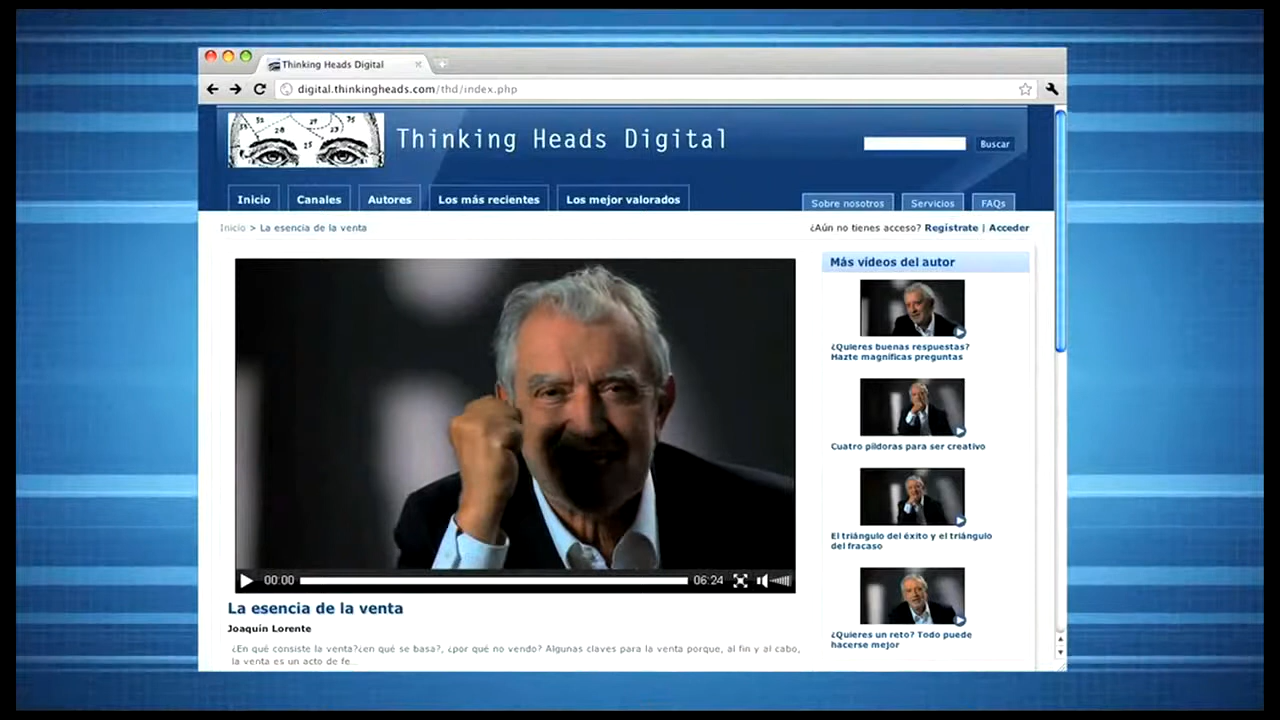 Thinking Heads Digital
digital.thinkingheads.com/thd/index.php
Thinking Heads Digital
Buscar
Inicio
Canales
Autores
Los más recientes
Los mejor valorados
Sobre nosotros
Servicios
FAQs
Inicio > La esencia de la venta
¿Aún no tienes acceso? Regístrate | Acceder
Más vídeos del autor
¿Quieres buenas respuestas?
Hazte magníficas preguntas
Cuatro píldoras para ser creativo
El triángulo del éxito y el triángulo
del fracaso
¿Quieres un reto? Todo puede
hacerse mejor
00:00
06:24
La esencia de la venta
Joaquín Lorente
¿En qué consiste la venta?¿en qué se basa?, ¿por qué no vendo? Algunas claves para la venta porque, al fin y al cabo,
la venta es un acto de fe...